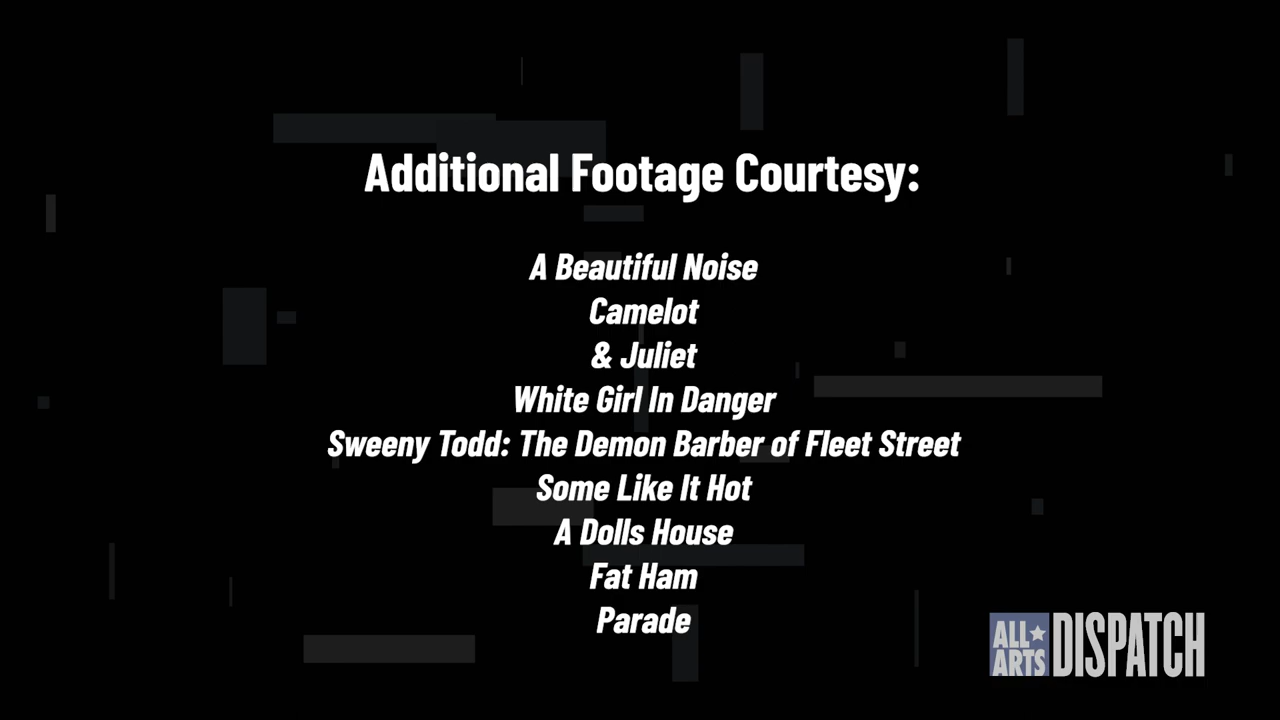 Additional Footage Courtesy:
A Beautiful Noise
Camelot
& Juliet
White Girl In Danger
Sweeny Todd: The Demon Barber of Fleet Street
Some Like It Hot
A Dolls House
Fat Ham
Parade
ALL ARTS DISPATCH